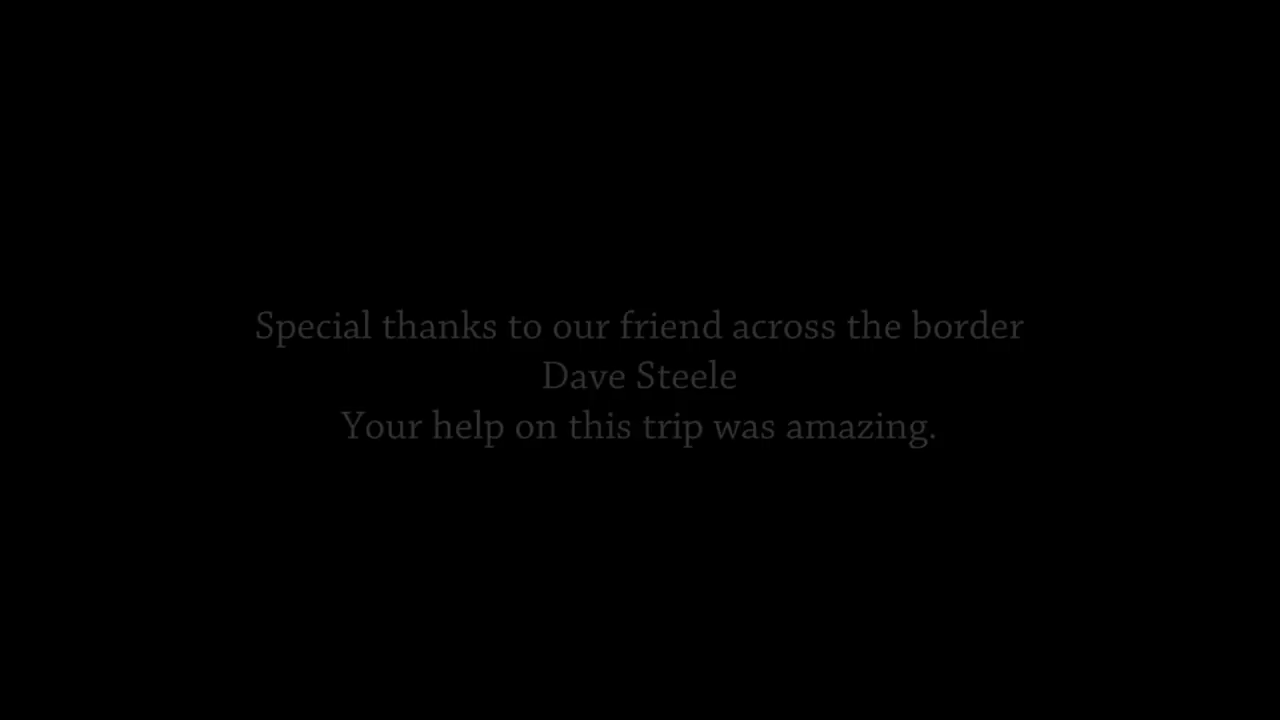 Special thanks to our friend across the border
Dave Steele
Your help on this trip was amazing.